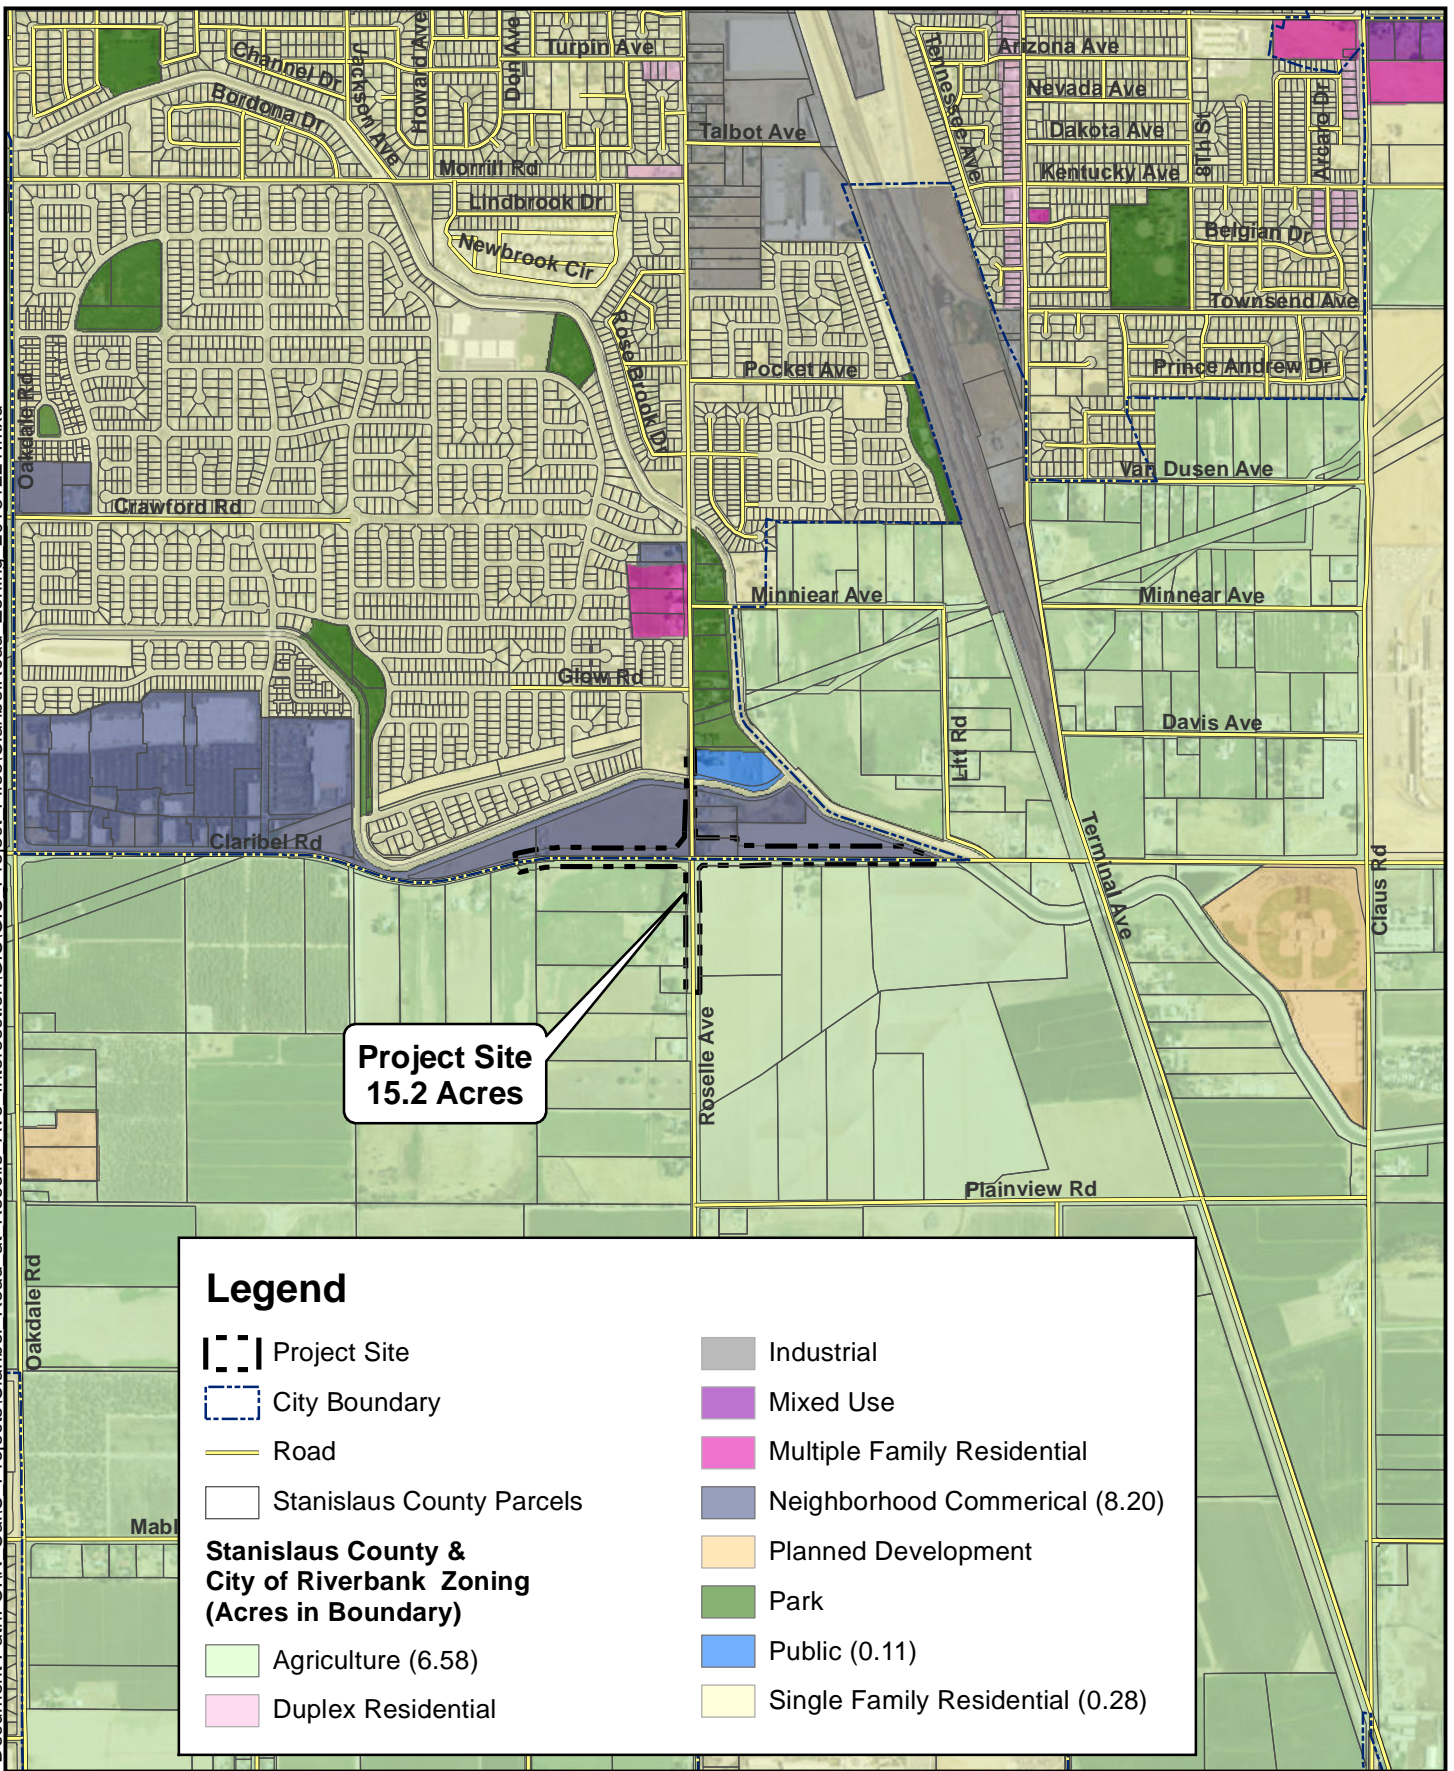 Turpin Ave
Channel Dr
Jackson Ave
Howard Ave
Don Ave
Tennessee Ave
Arizona Ave
Nevada Ave
Bordona Dr
Talbot Ave
Dakota Ave
8Th St
Arcaro Dr
Morrill Rd
Kentucky Ave
Lindbrook Dr
Newbrook Cir
Belgian Dr
Townsend Ave
Rose Brook Dr
Pocket Ave
Prince Andrew Dr
Oakdale Rd
Van Dusen Ave
Crawford Rd
Minniear Ave
Minnear Ave
Glow Rd
Davis Ave
Litt Rd
Claribel Rd
Terminal Ave
Claus Rd
Project Site
15.2 Acres
Roselle Ave
Plainview Rd
Oakdale Rd
Mabl
Legend
Project Site
City Boundary
Road
Stanislaus County Parcels
Stanislaus County &
City of Riverbank Zoning
(Acres in Boundary)
Agriculture (6.58)
Duplex Residential
Industrial
Mixed Use
Multiple Family Residential
Neighborhood Commerical (8.20)
Planned Development
Park
Public (0.11)
Single Family Residential (0.28)